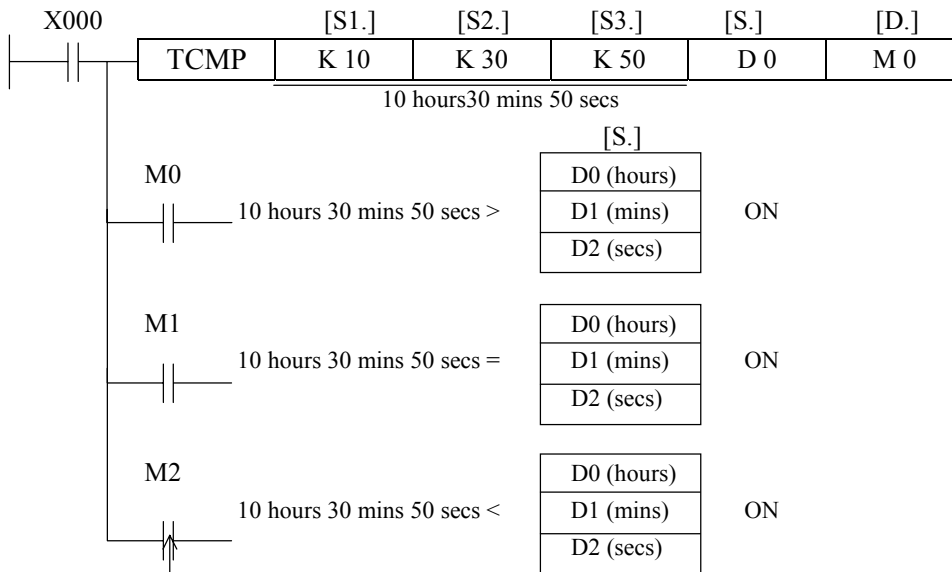 X000 [S1.] [S2.] [S3.] [S.] [D.]
TCMP K 10 K 30 K 50 D 0 M 0
10 hours30 mins 50 secs
[S.]
M0 D0 (hours)
10 hours 30 mins 50 secs > D1 (mins) ON
D2 (secs)
M1 D0 (hours)
10 hours 30 mins 50 secs = D1 (mins) ON
D2 (secs)
M2 D0 (hours)
10 hours 30 mins 50 secs < D1 (mins) ON
D2 (secs)